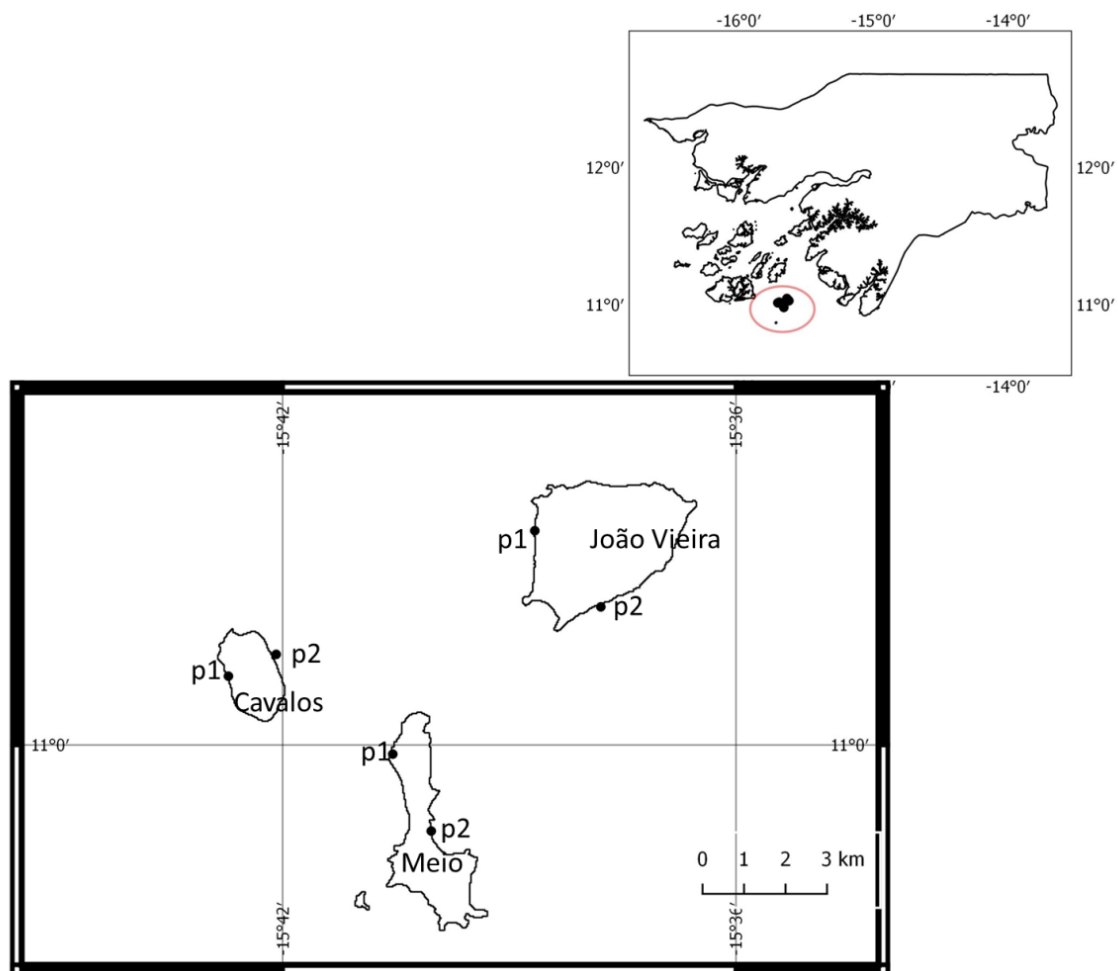 -16°0′ -15°0′ -14°0′
12°0′ 12°0′
11°0′ 11°0′
-14°0′
-15°42′ -15°36′
p1 João Vieira
p2
p2
p1
Cavalos
11°0′ p1 11°0′
p2
Meio
0 1 2 3 km
-15°42′ -15°36′